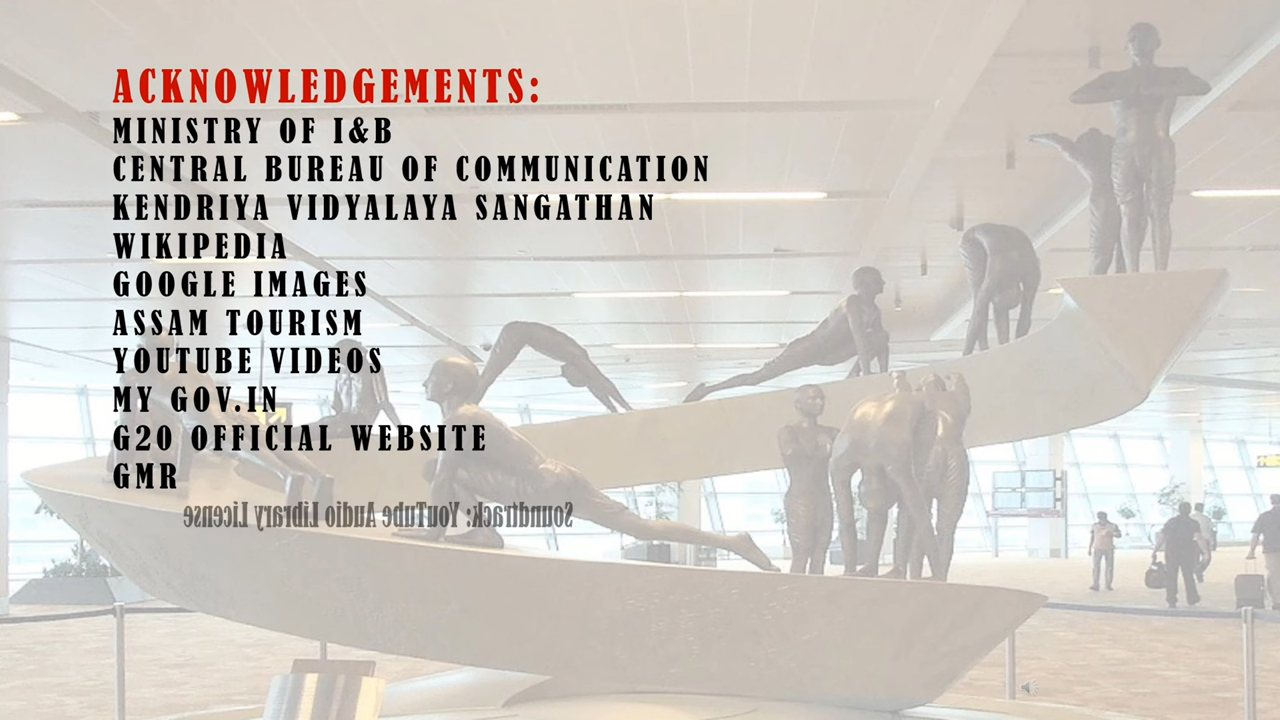 ACKNOWLEDGEMENTS:
MINISTRY OF I&B
CENTRAL BUREAU OF COMMUNICATION
KENDRIYA VIDYALAYA SANGATHAN
WIKIPEDIA
GOOGLE IMAGES
ASSAM TOURISM
YOUTUBE VIDEOS
MY GOV.IN
G20 OFFICIAL WEBSITE
GMR
Soundtrack: YouTube Audio Library License